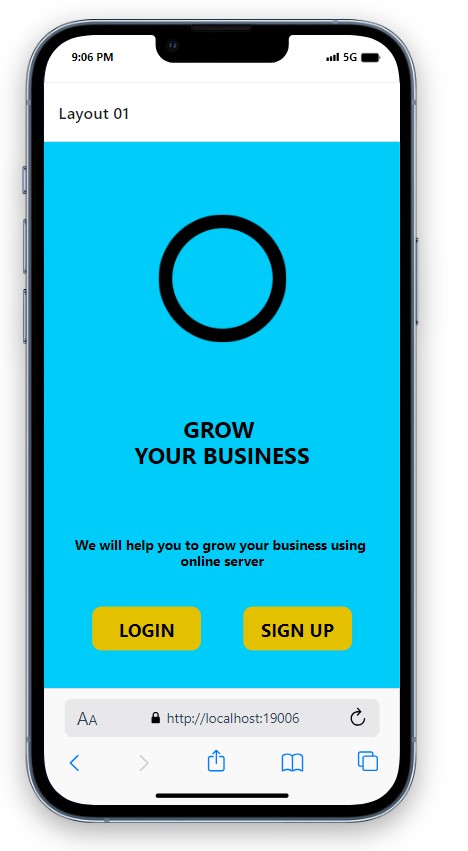 9:06 PM 5G
Layout 01
GROW
YOUR BUSINESS
We will help you to grow your business using
online server
LOGIN SIGN UP
AA http://localhost:19006